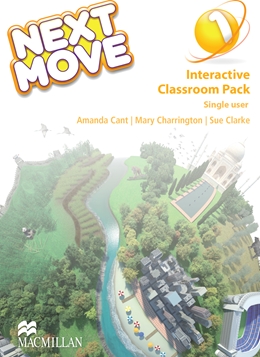 NEXT
MOVE
1
Interactive
Classroom Pack
Single user
Amanda Cant | Mary Charrington | Sue Clarke
MACMILLAN